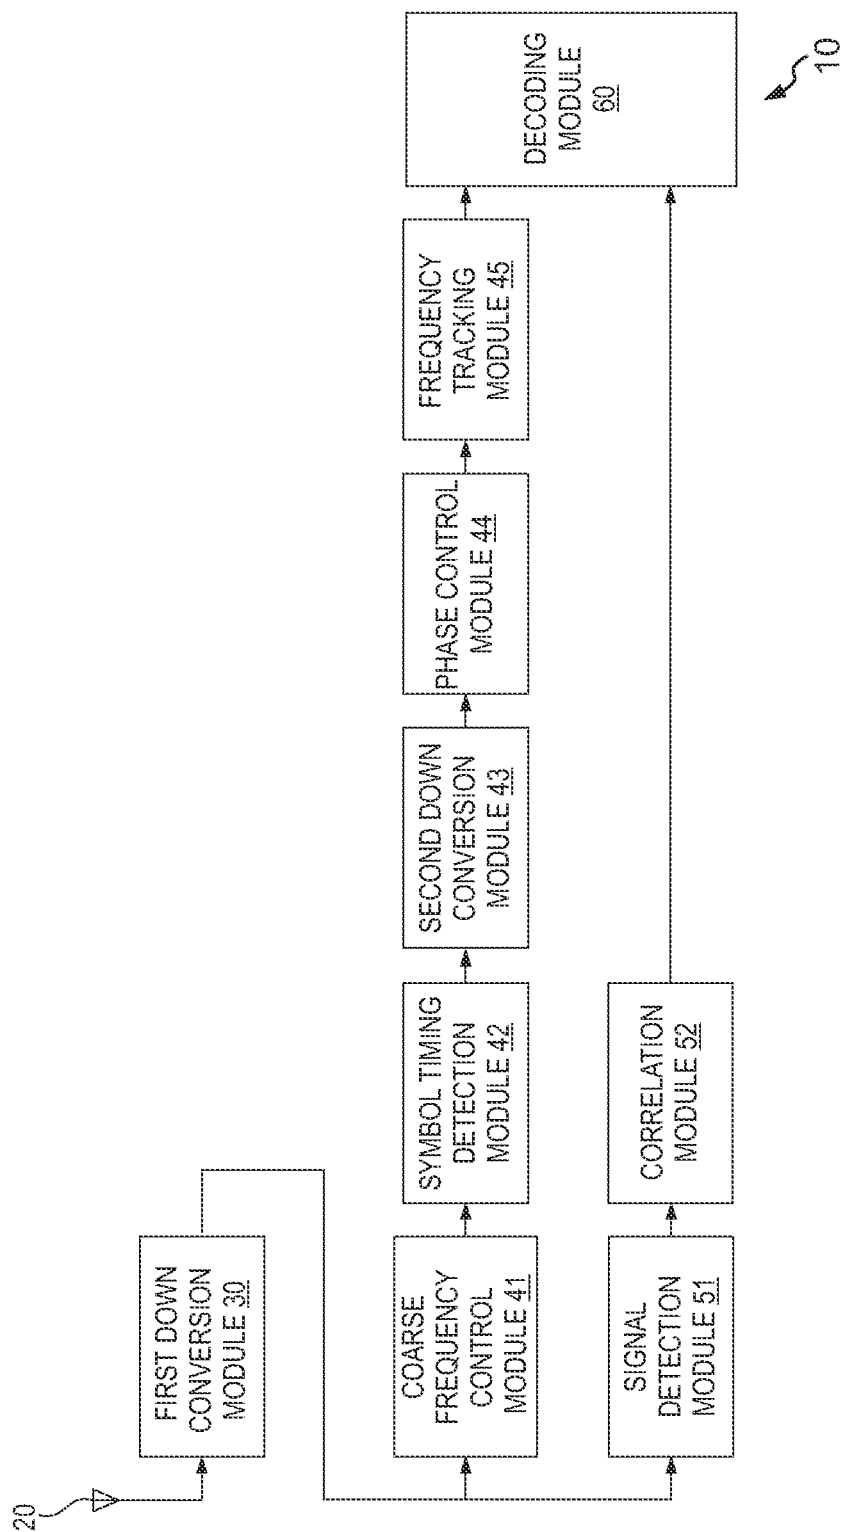 20
FIRST DOWN
CONVERSION
MODULE 30
COARSE
FREQUENCY
CONTROL
MODULE 41
SYMBOL TIMING
DETECTION
MODULE 42
SECOND DOWN
CONVERSION
MODULE 43
PHASE CONTROL
MODULE 44
FREQUENCY
TRACKING
MODULE 45
SIGNAL
DETECTION
MODULE 51
CORRELATION
MODULE 52
DECODING
MODULE
60
10